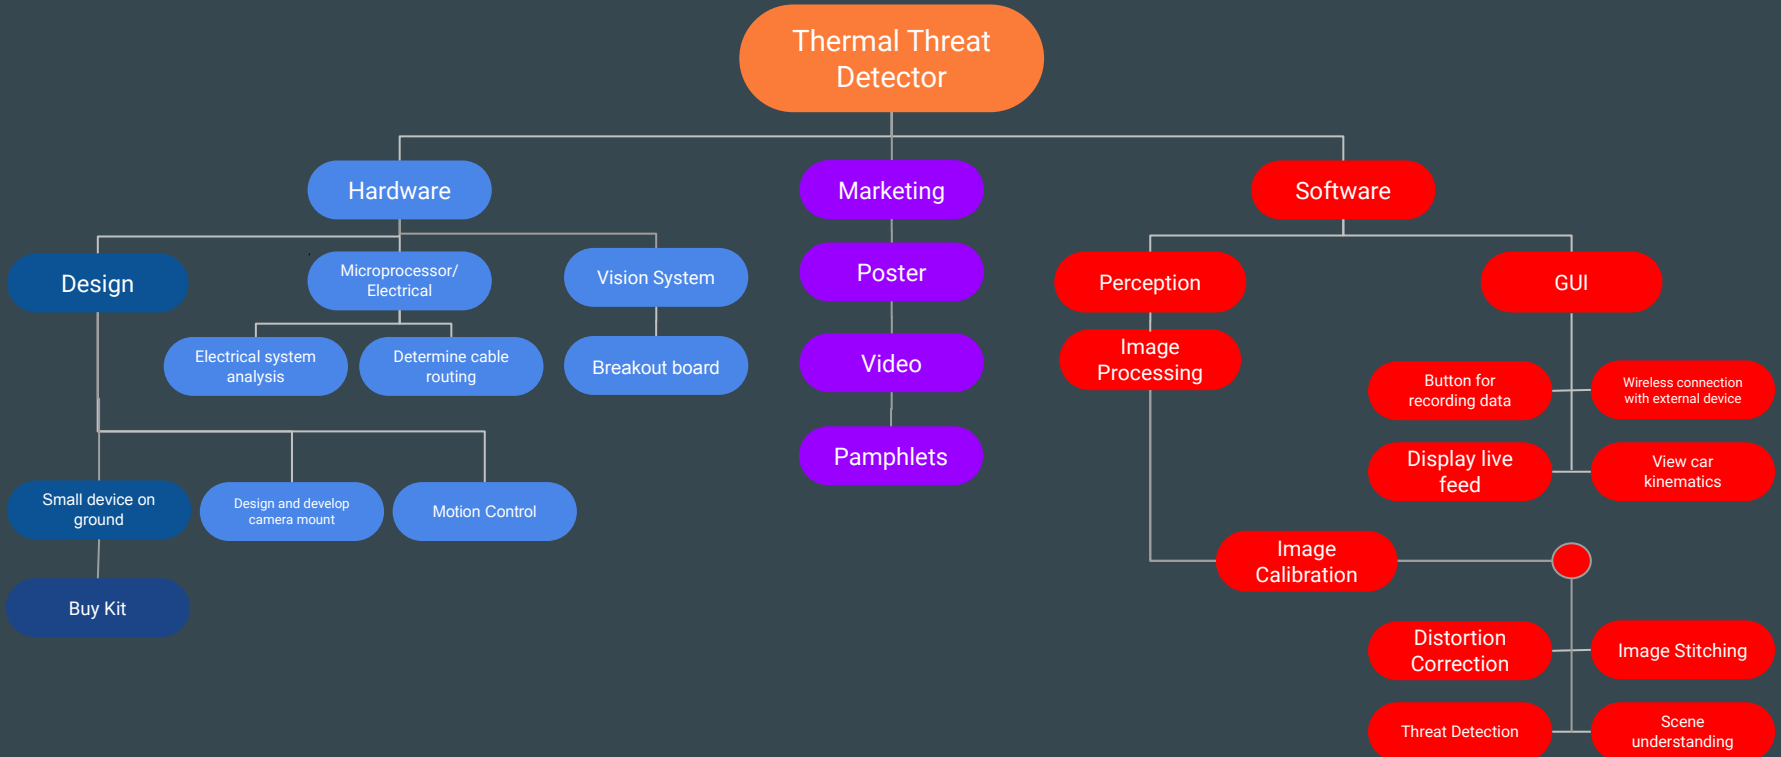 Thermal Threat
Detector
Hardware
Marketing
Software
Design
Microprocessor/
Electrical
Vision System
Poster
Perception
GUI
Electrical system
analysis
Determine cable
routing
Breakout board
Video
Image
Processing
Button for
recording data
Wireless connection
with external device
Pamphlets
Display live
feed
View car
kinematics
Small device on
ground
Design and develop
camera mount
Motion Control
Image
Calibration
Buy Kit
Distortion
Correction
Image Stitching
Threat Detection
Scene
understanding